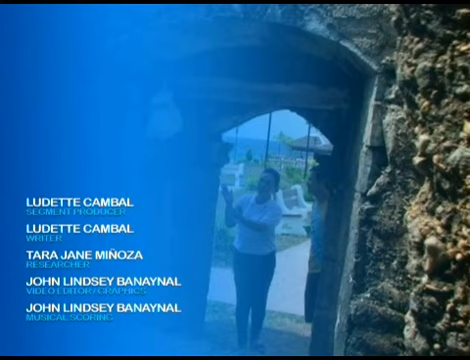 LUDETTE CAMBAL
SEGMENT PRODUCER
LUDETTE CAMBAL
WRITER
TARA JANE MIÑOZA
RESEARCHER
JOHN LINDSEY BANAYNAL
VIDEO EDITOR / GRAPHICS
JOHN LINDSEY BANAYNAL
MUSICAL SCORING